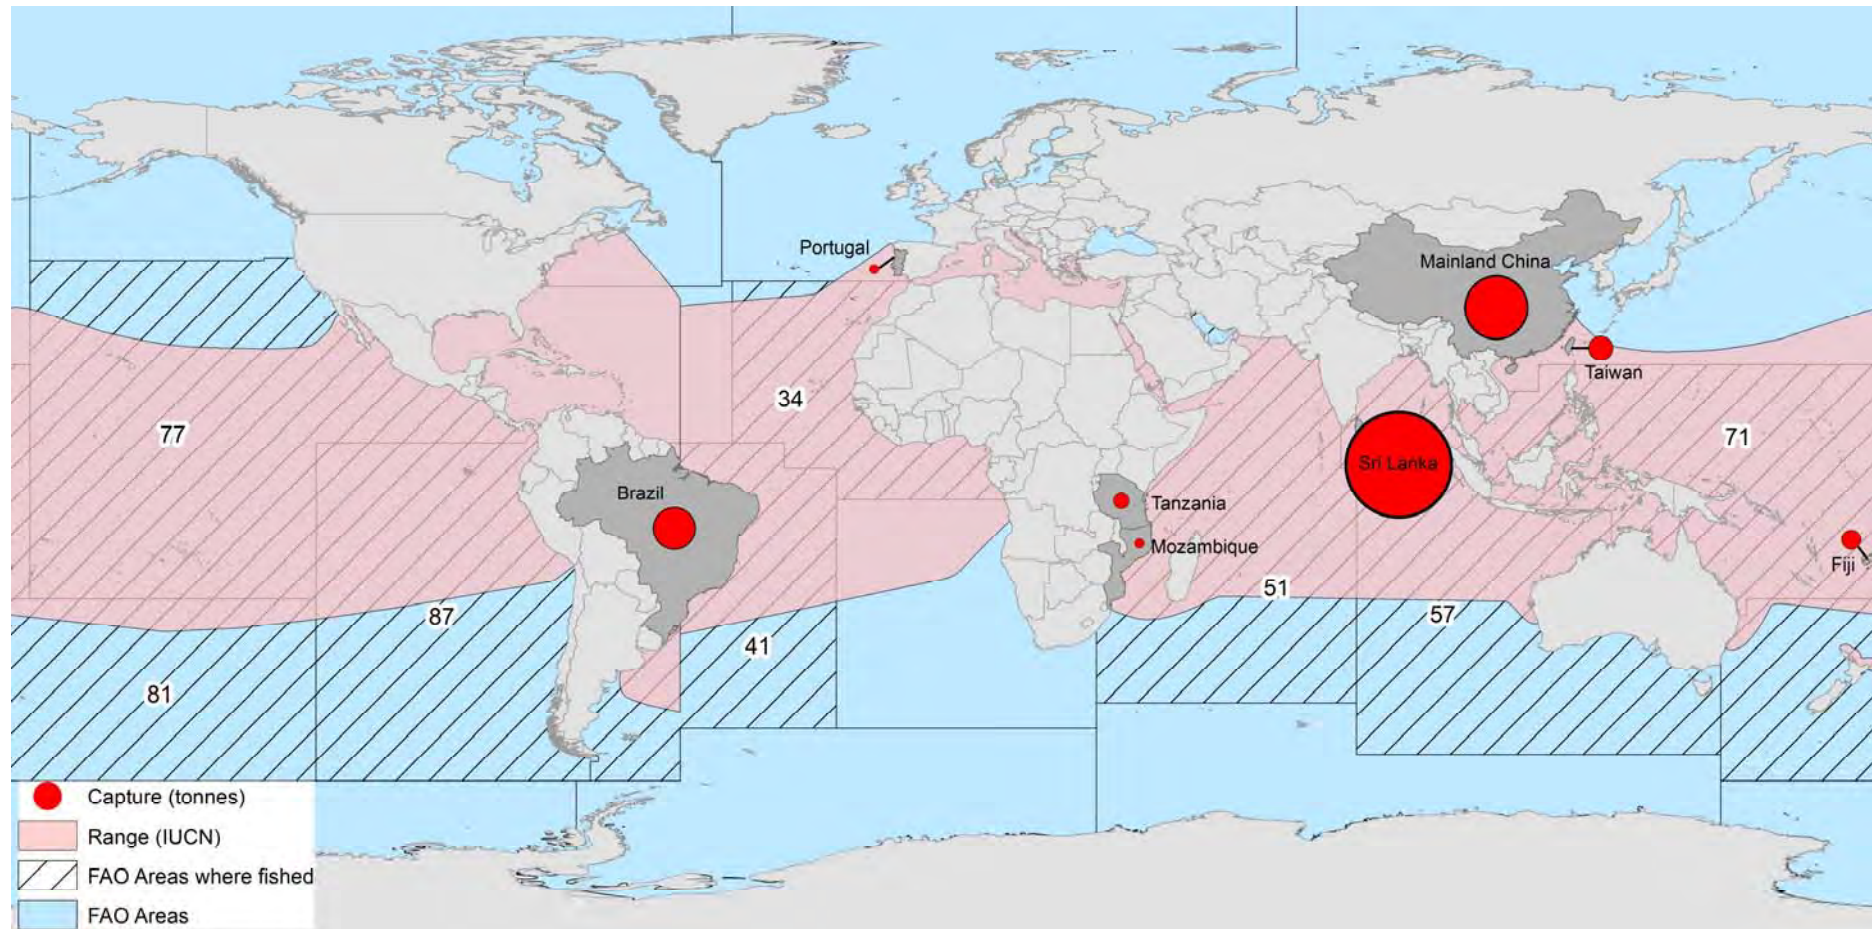 Portugal
Mainland China
Taiwan
34
77
71
Sri Lanka
Brazil
Tanzania
Mozambique
Fiji
51
87
57
41
81
Capture (tonnes)
Range (IUCN)
FAO Areas where fished
FAO Areas